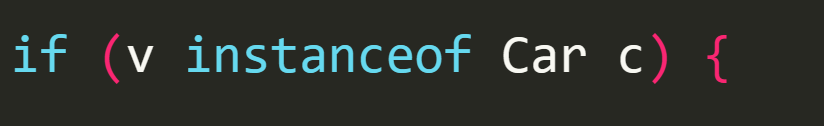 if (v instanceof Car c) {